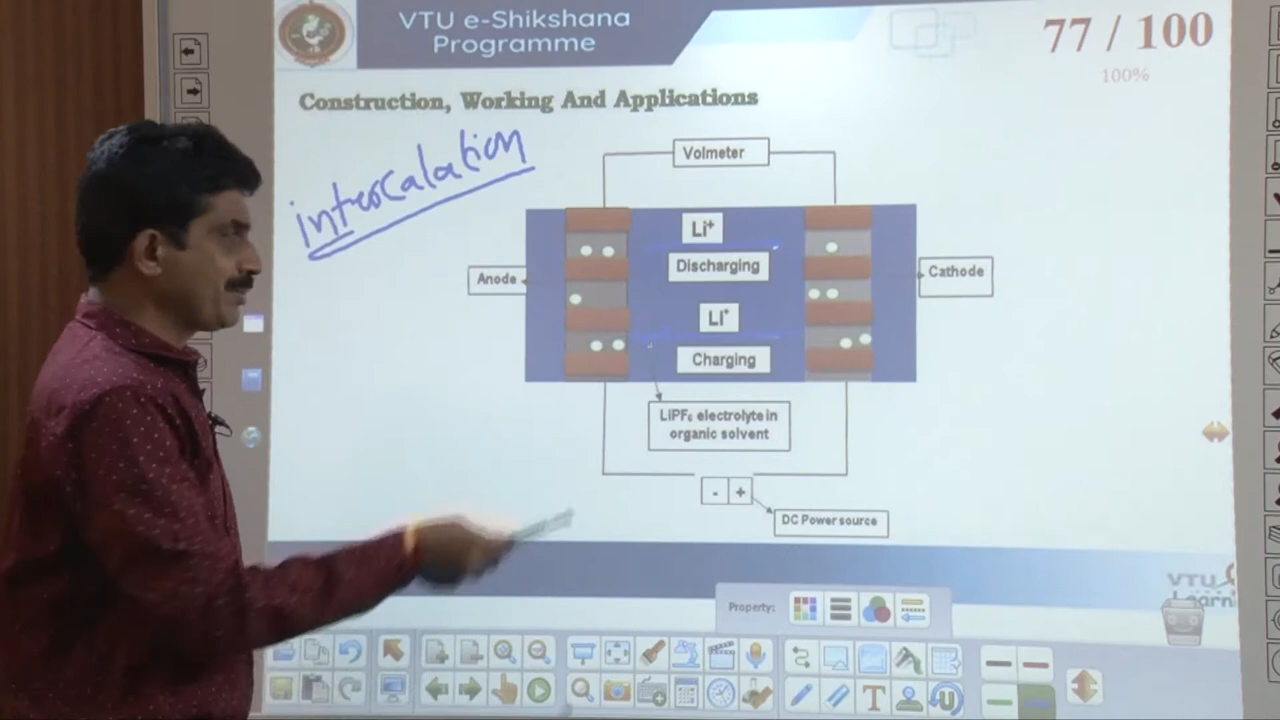 VTU e-Shikshana
Programme
77 / 100
100%
Construction, Working And Applications
intercalation
Volmeter
Li⁺
Discharging
Anode
Cathode
Li⁺
Charging
LiPF₆ electrolyte in
organic solvent
- +
DC Power source
Property:
VTU
Learn
T